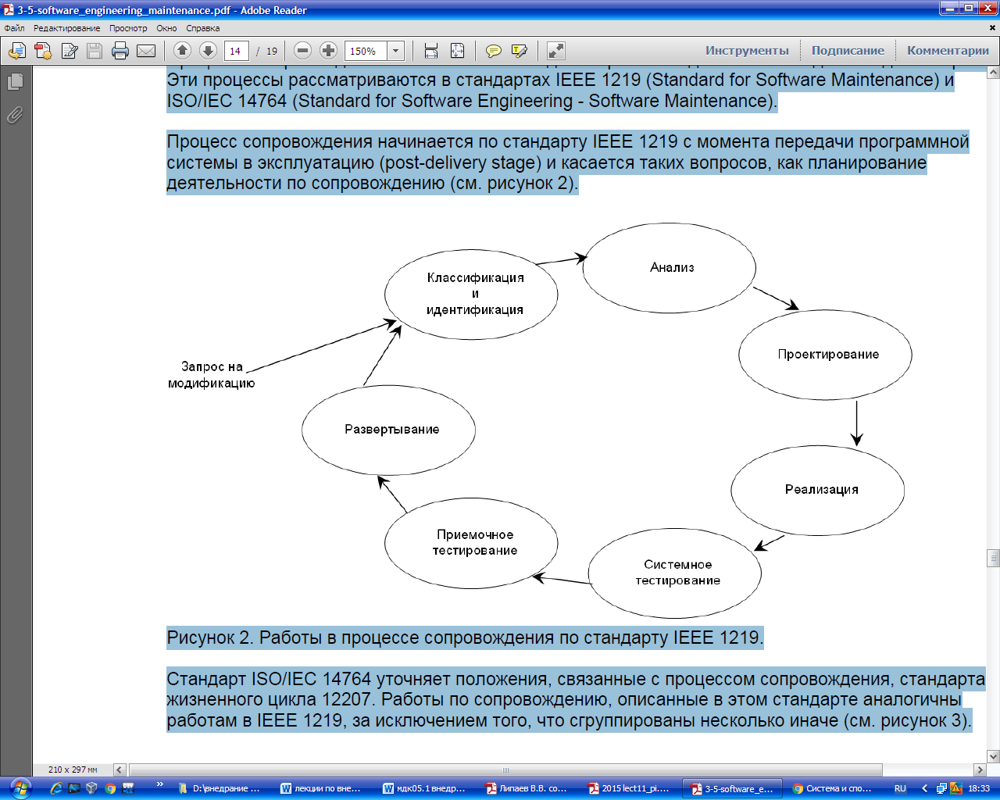 3-5-software_engineering_maintenance.pdf - Adobe Reader
Файл Редактирование Просмотр Окно Справка
14 / 19 150% Инструменты Подписание Комментарии
Эти процессы рассматриваются в стандартах IEEE 1219 (Standard for Software Maintenance) и
ISO/IEC 14764 (Standard for Software Engineering - Software Maintenance).
Процесс сопровождения начинается по стандарту IEEE 1219 с момента передачи программной
системы в эксплуатацию (post-delivery stage) и касается таких вопросов, как планирование
деятельности по сопровождению (см. рисунок 2).
Классификация
и
идентификация
Анализ
Проектирование
Запрос на
модификацию
Развертывание
Реализация
Приемочное
тестирование
Системное
тестирование
Рисунок 2. Работы в процессе сопровождения по стандарту IEEE 1219.
Стандарт ISO/IEC 14764 уточняет положения, связанные с процессом сопровождения, стандарта
жизненного цикла 12207. Работы по сопровождению, описанные в этом стандарте аналогичны
работам в IEEE 1219, за исключением того, что сгруппированы несколько иначе (см. рисунок 3).
210 x 297 мм
D:\внедрание ... лекции по вне... мдк05.1 внедр... Липаев В.В. со... 2015 lect11_pi.... 3-5-software_e... Система и спо... RU 18:33